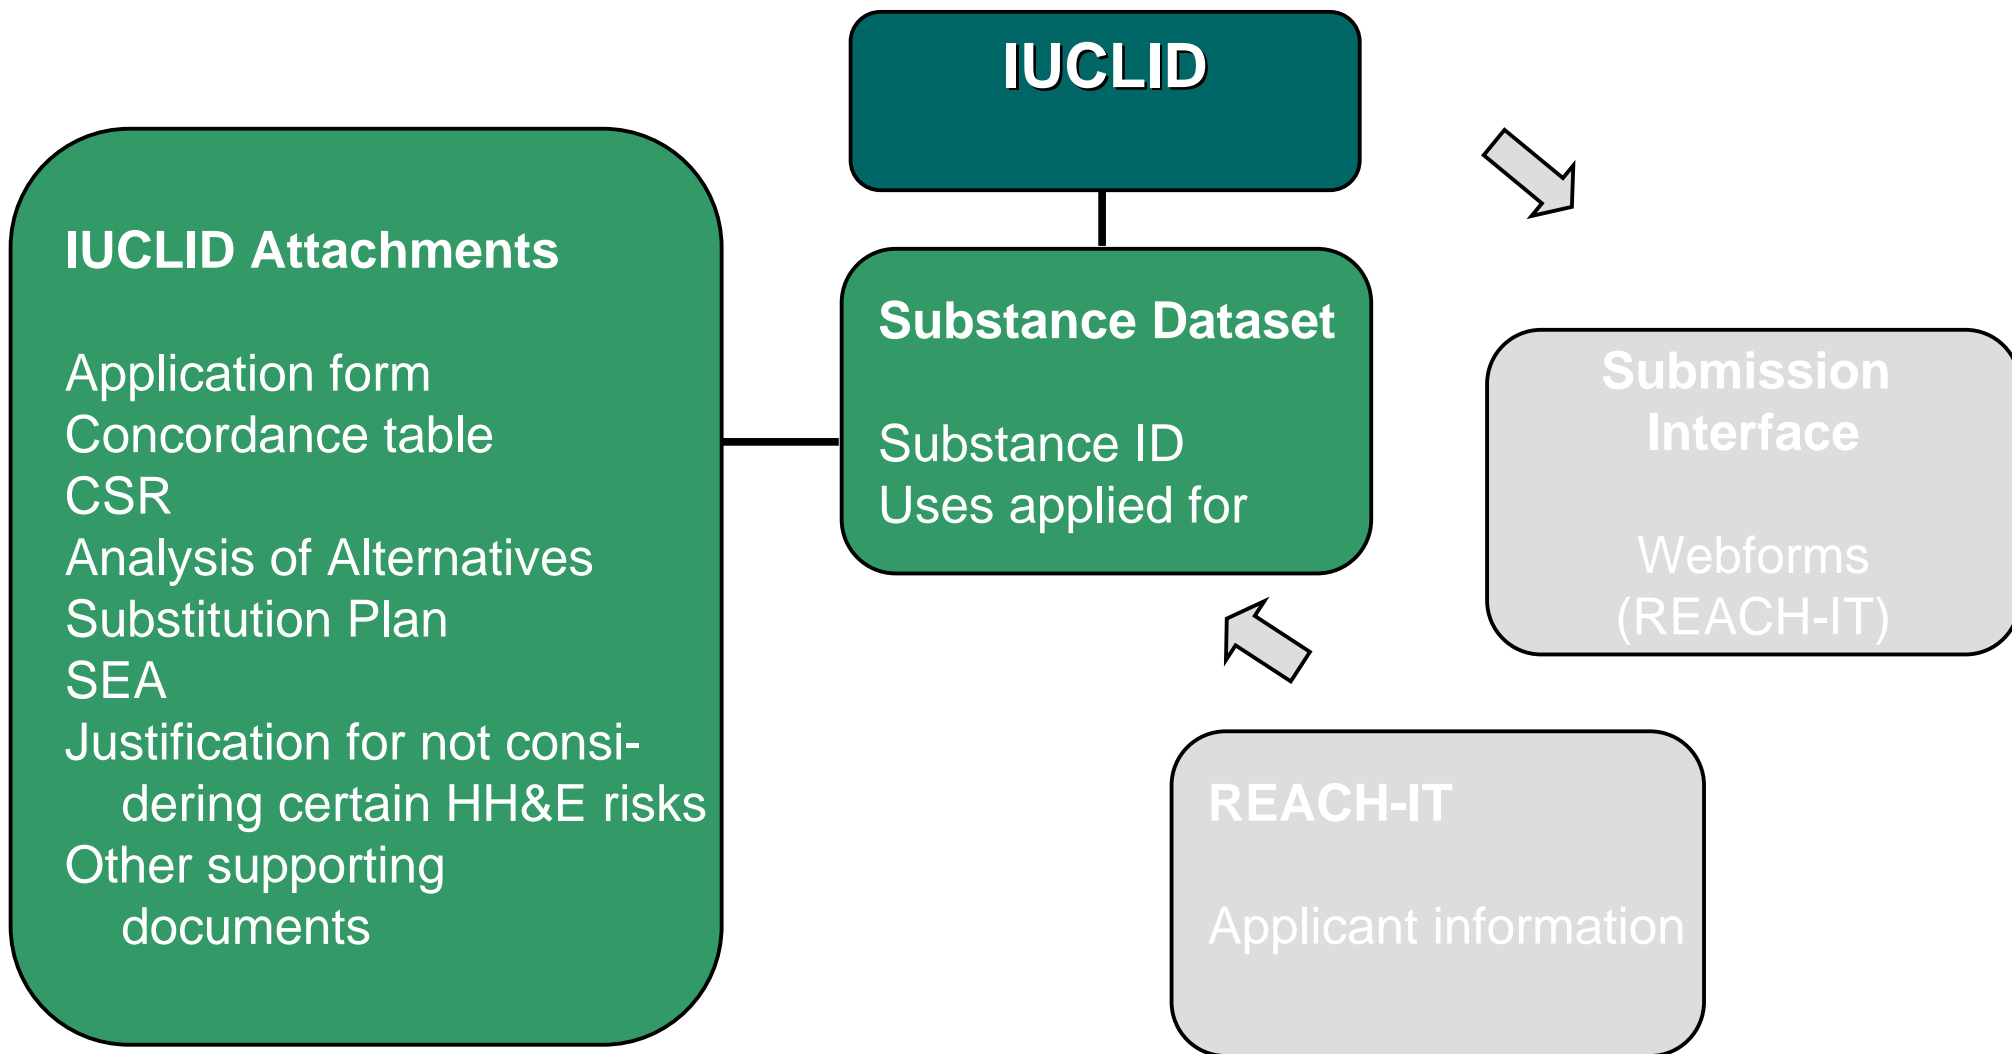 IUCLID
IUCLID Attachments
Application form
Concordance table
CSR
Analysis of Alternatives
Substitution Plan
SEA
Justification for not consi-
dering certain HH&E risks
Other supporting
documents
Substance Dataset
Substance ID
Uses applied for
Submission
Interface
Webforms
(REACH-IT)
REACH-IT
Applicant information